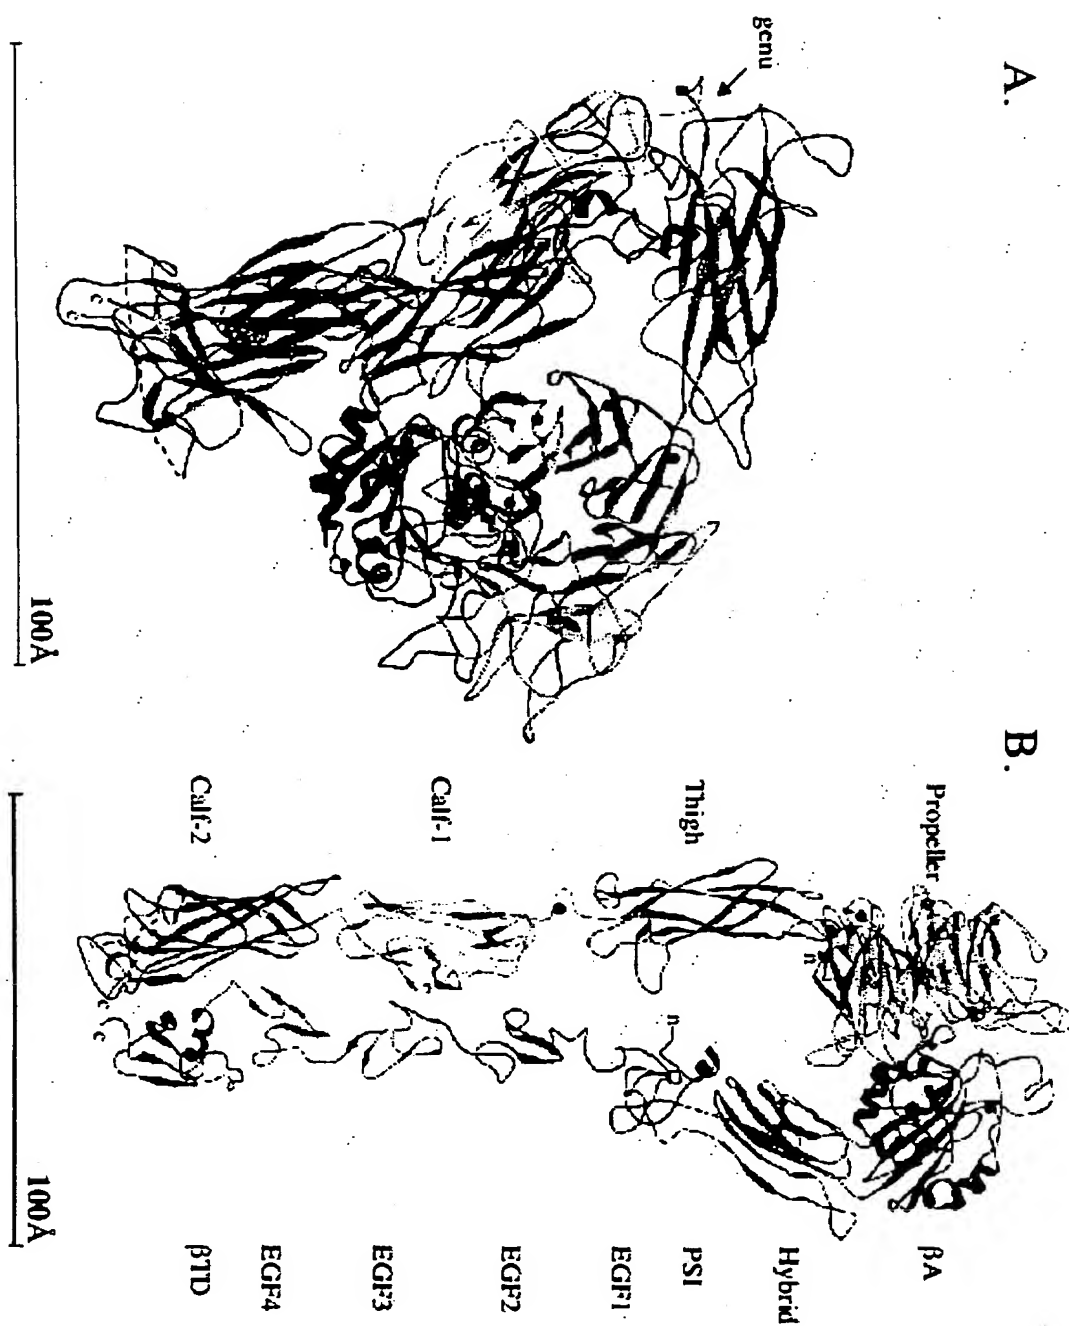 A.
genu
100Å
B.
Propeller
Thigh
Calf-1
Calf-2
n
n
c
c
βA
Hybrid
PSI
EGF1
EGF2
EGF3
EGF4
βTD
100Å